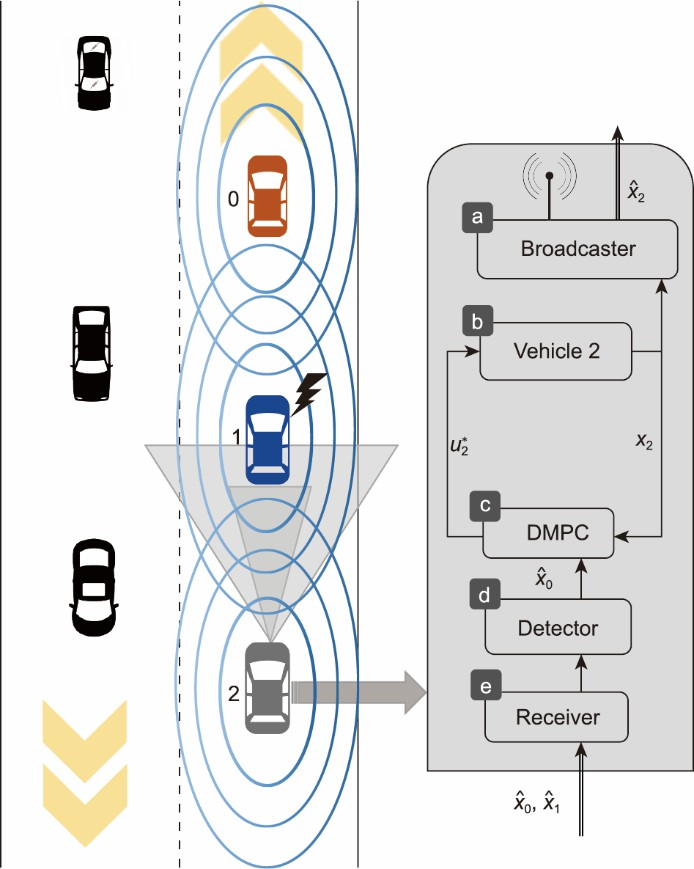 0
1
2
a
Broadcaster
x̂₂
b
Vehicle 2
u₂*
x₂
c
DMPC
x̂₀
d
Detector
e
Receiver
x̂₀, x̂₁